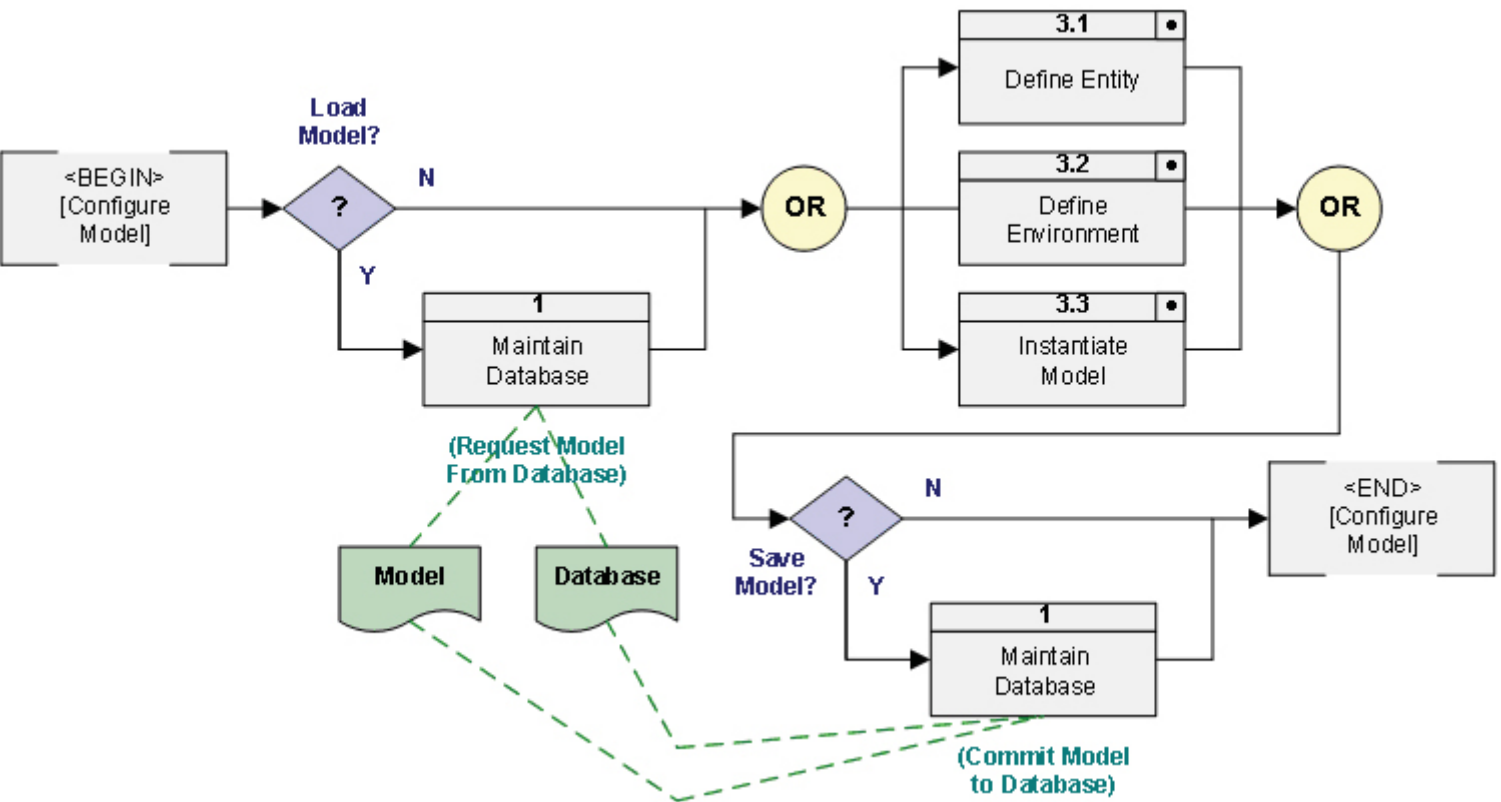 <BEGIN>
[Configure
Model]
Load
Model?
?
N
Y
1
Maintain
Database
(Request Model
From Database)
Model
Database
OR
3.1
Define Entity
3.2
Define
Environment
3.3
Instantiate
Model
OR
?
Save
Model?
N
Y
1
Maintain
Database
(Commit Model
to Database)
<END>
[Configure
Model]